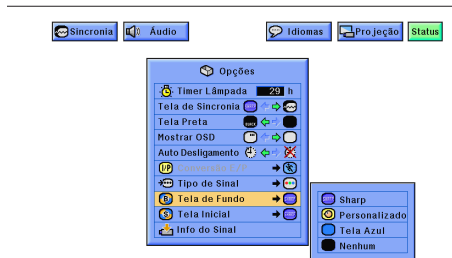 Sincronia Áudio Idiomas Projeção Status
Opções
Timer Lâmpada 29 h
Tela de Sincronia
Tela Preta
Mostrar OSD
Auto Desligamento
I/P
Tipo de Sinal
B Tela de Fundo
S Tela Inicial
Info do Sinal
Sharp
Personalizado
Tela Azul
Nenhum